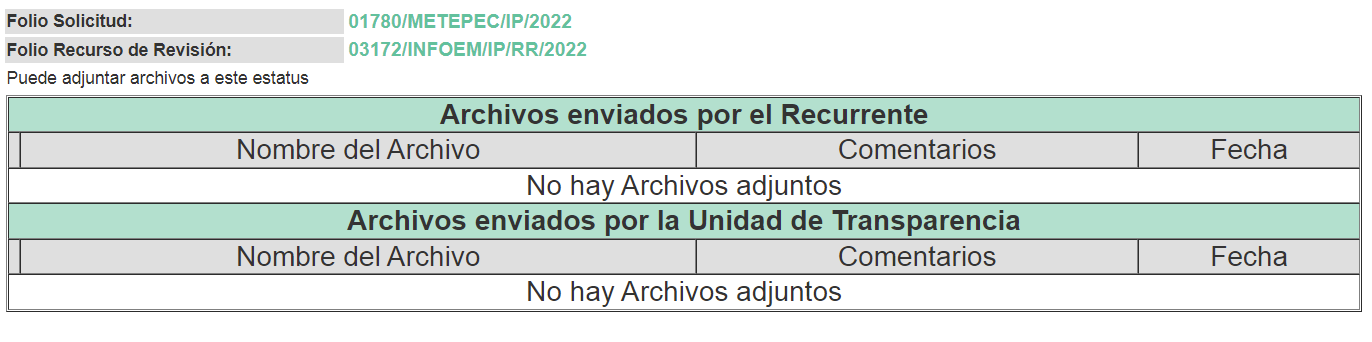 Folio Solicitud: 01780/METEPEC/IP/2022
Folio Recurso de Revisión: 03172/INFOEM/IP/RR/2022
Puede adjuntar archivos a este estatus
Archivos enviados por el Recurrente
Nombre del Archivo Comentarios Fecha
No hay Archivos adjuntos
Archivos enviados por la Unidad de Transparencia
Nombre del Archivo Comentarios Fecha
No hay Archivos adjuntos